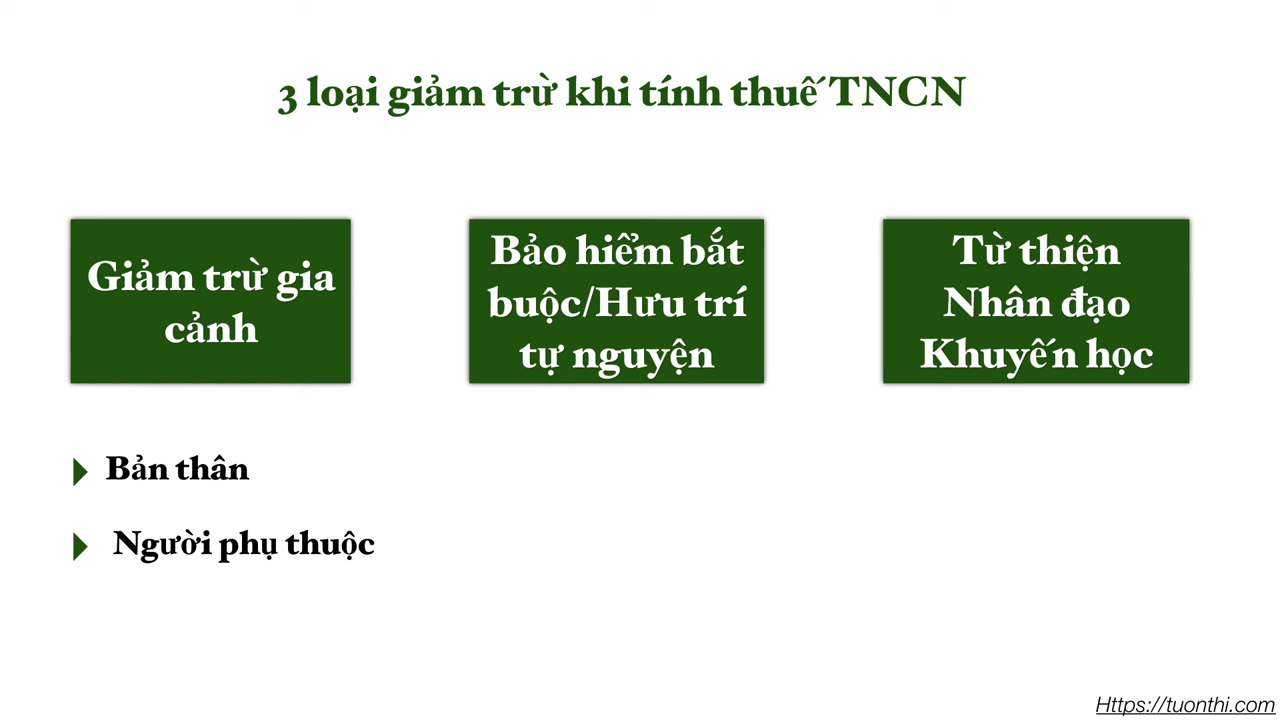 3 loại giảm trừ khi tính thuế TNCN
Giảm trừ gia
cảnh
Bảo hiểm bắt
buộc/Hưu trí
tự nguyện
Từ thiện
Nhân đạo
Khuyến học
Bản thân
Người phụ thuộc
Https://tuonthi.com